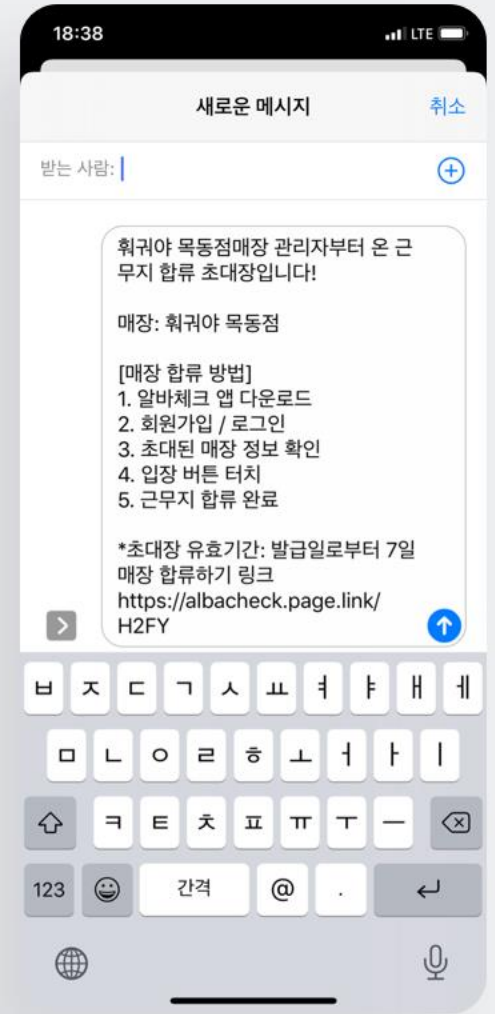 18:38 LTE
새로운 메시지 취소
받는 사람:
훠궈야 목동점매장 관리자부터 온 근
무지 합류 초대장입니다!
매장: 훠궈야 목동점
[매장 합류 방법]
1. 알바체크 앱 다운로드
2. 회원가입 / 로그인
3. 초대된 매장 정보 확인
4. 입장 버튼 터치
5. 근무지 합류 완료
*초대장 유효기간: 발급일로부터 7일
매장 합류하기 링크
https://albacheck.page.link/
H2FY
ㅂ ㅈ ㄷ ㄱ ㅅ ㅛ ㅕ ㅑ ㅐ ㅔ
ㅁ ㄴ ㅇ ㄹ ㅎ ㅗ ㅓ ㅏ ㅣ
ㅋ ㅌ ㅊ ㅍ ㅠ ㅜ ㅡ
123 간격 @ .